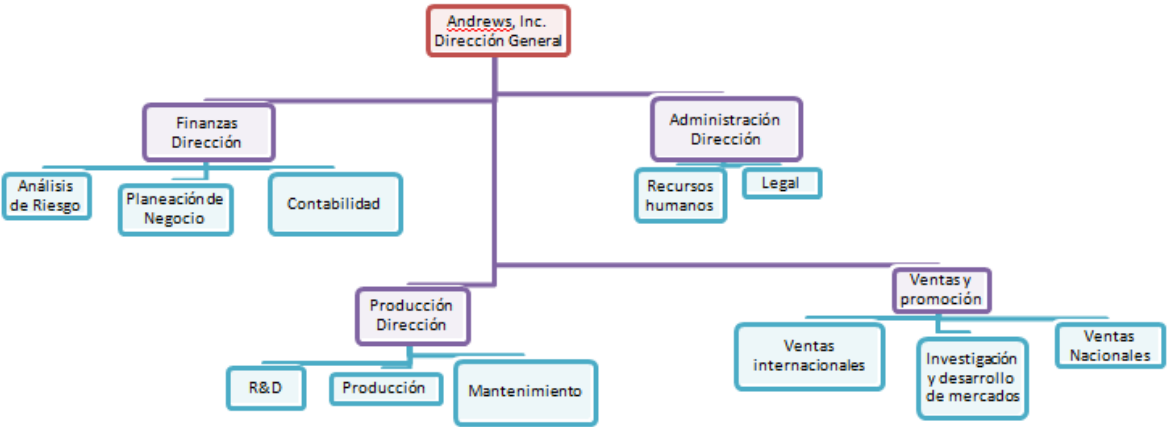 Andrews, Inc.
Dirección General
Finanzas
Dirección
Administración
Dirección
Análisis
de Riesgo
Planeación de
Negocio
Contabilidad
Recursos
humanos
Legal
Producción
Dirección
Ventas y
promoción
R&D
Producción
Mantenimiento
Ventas
internacionales
Investigación
y desarrollo
de mercados
Ventas
Nacionales